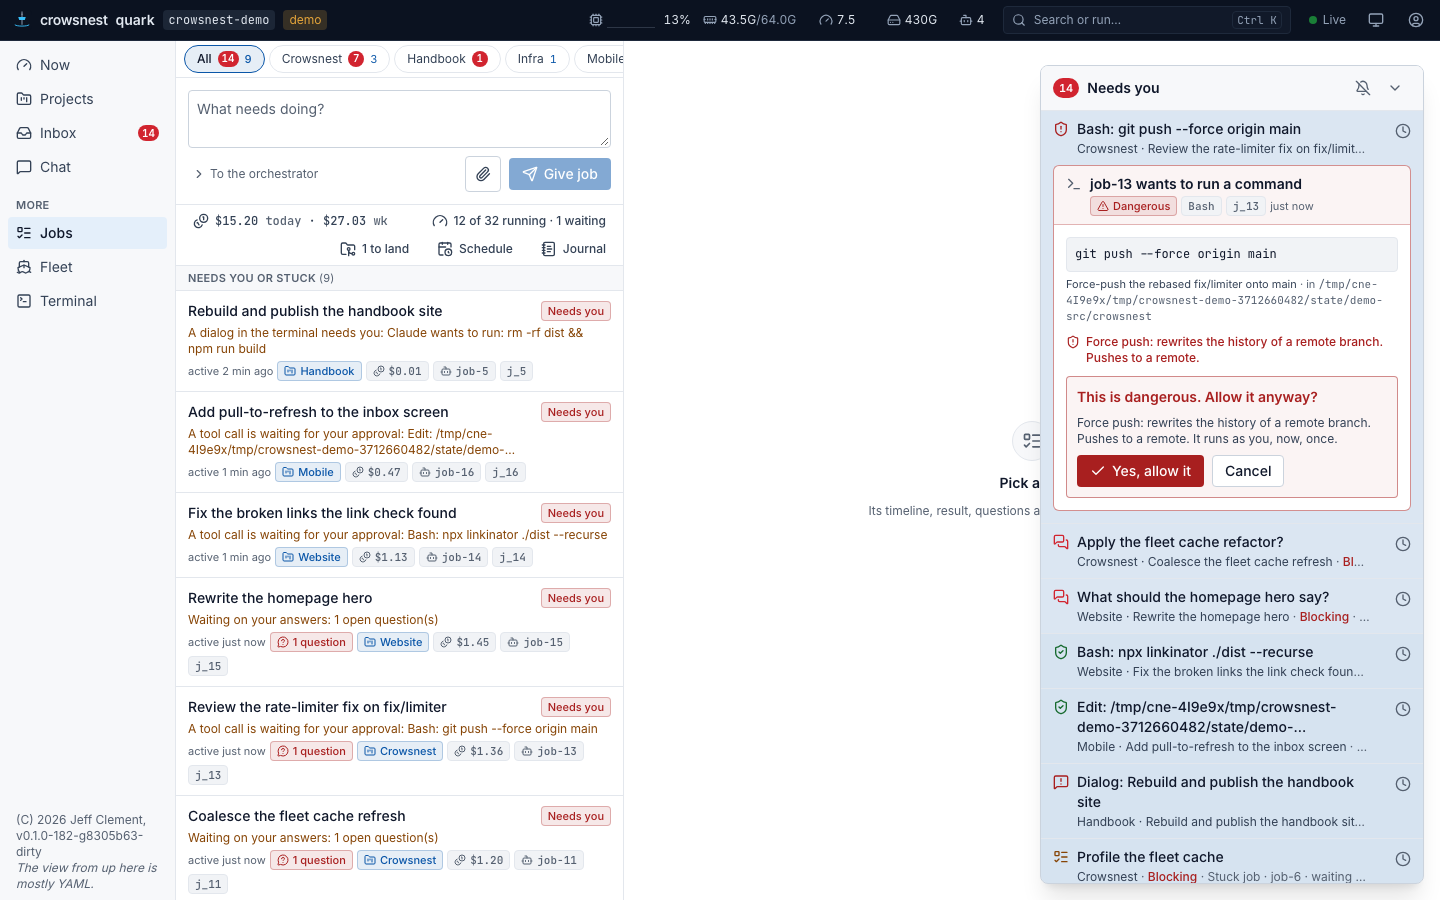 crowsnest quark crowsnest-demo demo
13% 43.5G/64.0G 7.5 430G 4
Search or run... Ctrl K
Live
Now
Projects
Inbox 14
Chat
MORE
Jobs
Fleet
Terminal
(C) 2026 Jeff Clement,
v0.1.0-182-g8305b63-
dirty
The view from up here is
mostly YAML.
All 14 9 Crowsnest 7 3 Handbook 1 Infra 1 Mobile
What needs doing?
To the orchestrator Give job
$15.20 today · $27.03 wk 12 of 32 running · 1 waiting
1 to land Schedule Journal
NEEDS YOU OR STUCK (9)
Rebuild and publish the handbook site Needs you
A dialog in the terminal needs you: Claude wants to run: rm -rf dist &&
npm run build
active 2 min ago Handbook $0.01 job-5 j_5
Add pull-to-refresh to the inbox screen Needs you
A tool call is waiting for your approval: Edit: /tmp/cne-
4I9e9x/tmp/crowsnest-demo-3712660482/state/demo-...
active 1 min ago Mobile $0.47 job-16 j_16
Fix the broken links the link check found Needs you
A tool call is waiting for your approval: Bash: npx linkinator ./dist --recurse
active 1 min ago Website $1.13 job-14 j_14
Rewrite the homepage hero Needs you
Waiting on your answers: 1 open question(s)
active just now 1 question Website $1.45 job-15
j_15
Review the rate-limiter fix on fix/limiter Needs you
A tool call is waiting for your approval: Bash: git push --force origin main
active just now 1 question Crowsnest $1.36 job-13
j_13
Coalesce the fleet cache refresh Needs you
Waiting on your answers: 1 open question(s)
active just now 1 question Crowsnest $1.20 job-11
j_11
Pick a
Its timeline, result, questions a
14 Needs you
Bash: git push --force origin main
Crowsnest · Review the rate-limiter fix on fix/limit...
job-13 wants to run a command
Dangerous Bash j_13 just now
git push --force origin main
Force-push the rebased fix/limiter onto main · in /tmp/cne-
4I9e9x/tmp/crowsnest-demo-3712660482/state/demo-
src/crowsnest
Force push: rewrites the history of a remote branch.
Pushes to a remote.
This is dangerous. Allow it anyway?
Force push: rewrites the history of a remote branch.
Pushes to a remote. It runs as you, now, once.
Yes, allow it Cancel
Apply the fleet cache refactor?
Crowsnest · Coalesce the fleet cache refresh · Bl...
What should the homepage hero say?
Website · Rewrite the homepage hero · Blocking · ...
Bash: npx linkinator ./dist --recurse
Website · Fix the broken links the link check foun...
Edit: /tmp/cne-4I9e9x/tmp/crowsnest-
demo-3712660482/state/demo-...
Mobile · Add pull-to-refresh to the inbox screen · ...
Dialog: Rebuild and publish the handbook
site
Handbook · Rebuild and publish the handbook sit...
Profile the fleet cache
Crowsnest · Blocking · Stuck job · job-6 · waiting ...